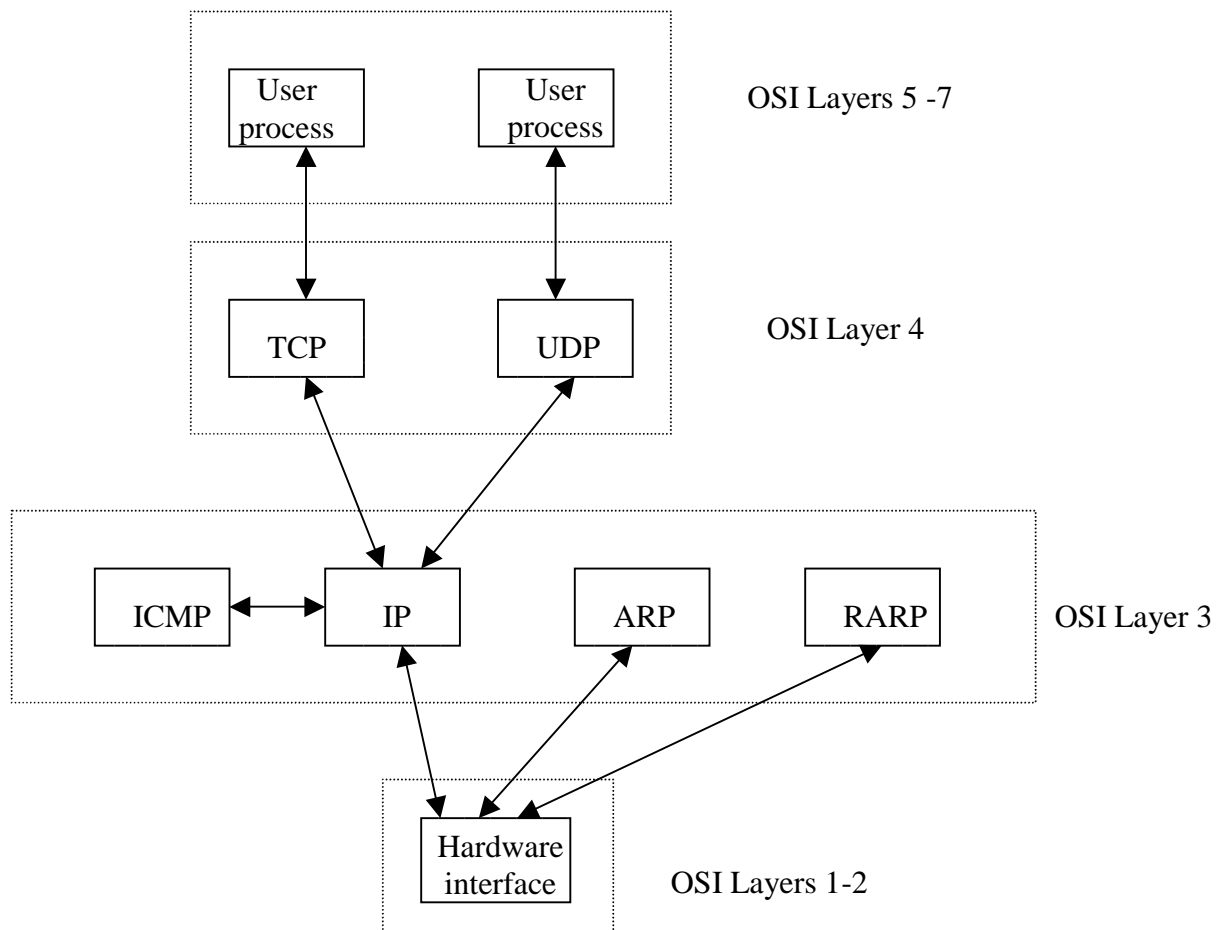 User
process
User
process
OSI Layers 5 -7
TCP
UDP
OSI Layer 4
ICMP
IP
ARP
RARP
OSI Layer 3
Hardware
interface
OSI Layers 1-2